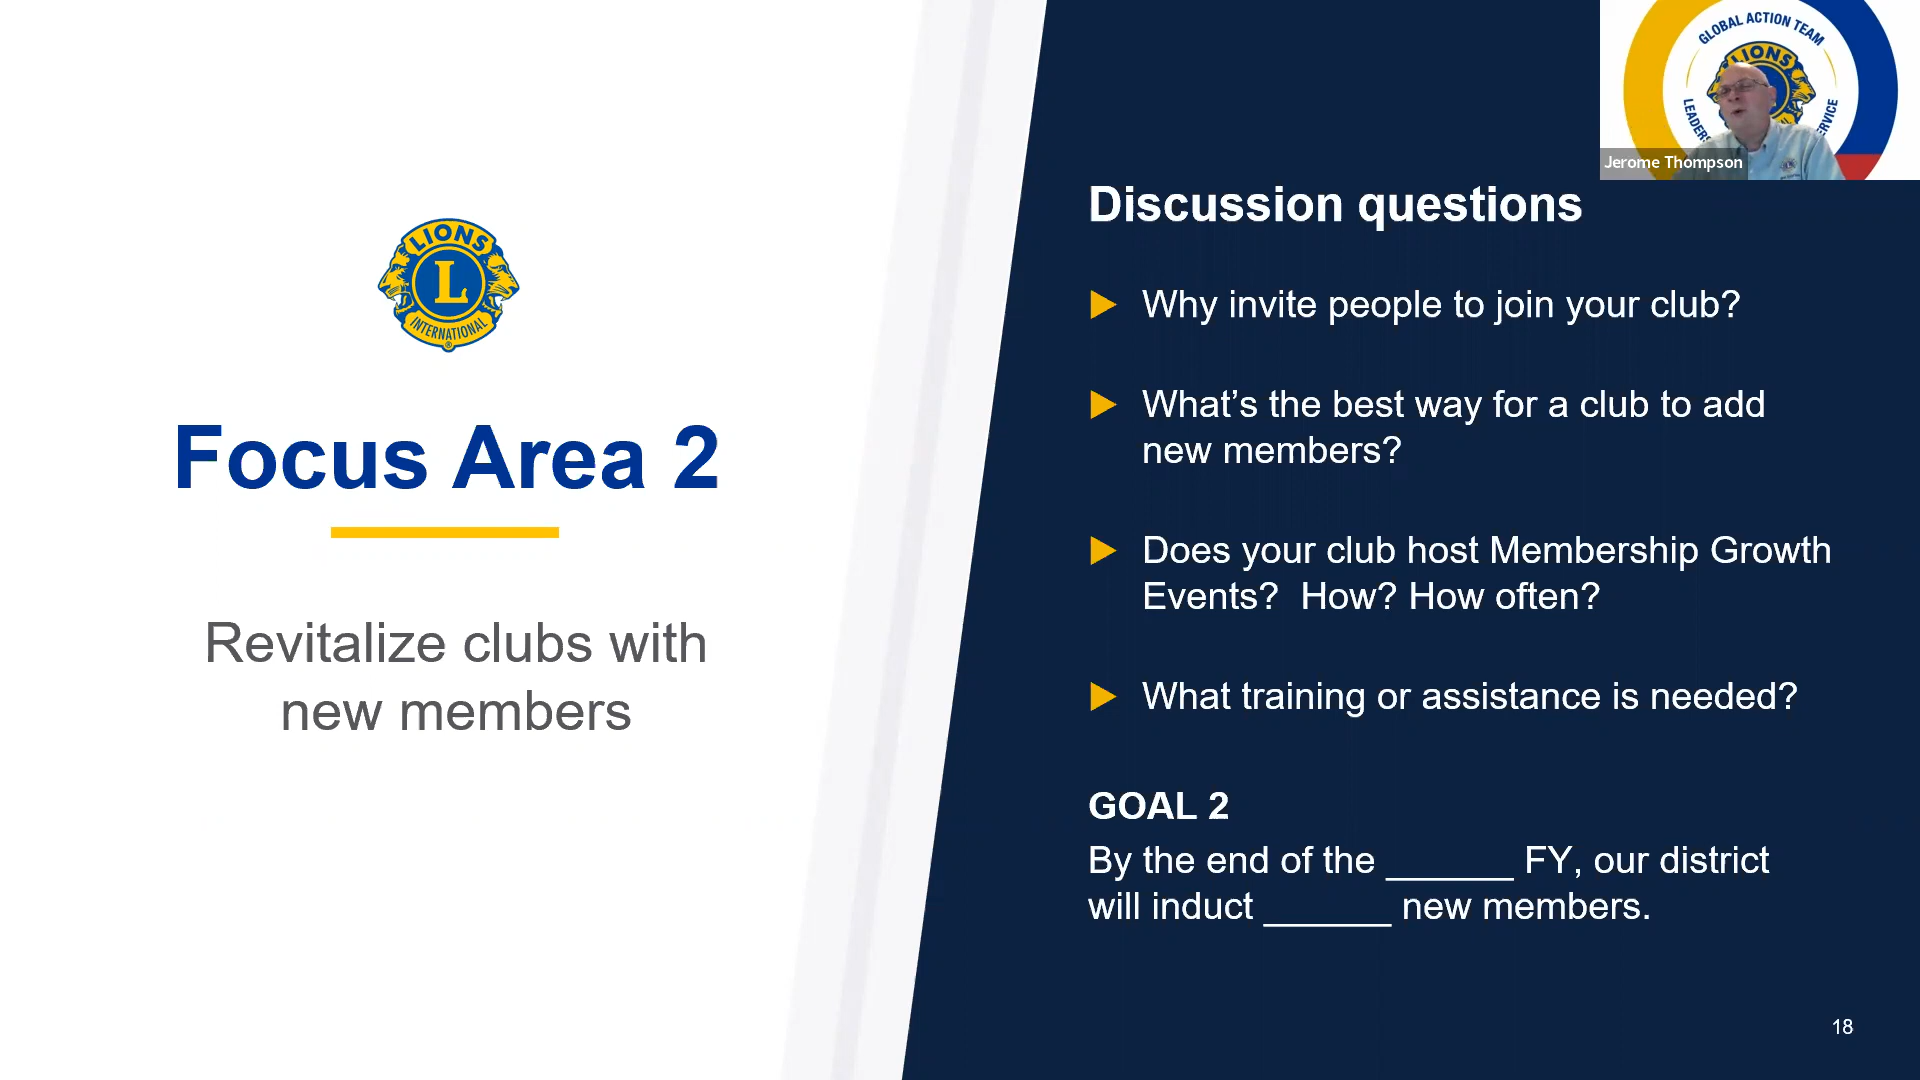 LIONS
L
INTERNATIONAL
®
Focus Area 2
Revitalize clubs with
new members
GLOBAL ACTION TEAM
LIONS
Jerome Thompson
Discussion questions
Why invite people to join your club?
What’s the best way for a club to add
new members?
Does your club host Membership Growth
Events?  How? How often?
What training or assistance is needed?
GOAL 2
By the end of the ______ FY, our district
will induct ______ new members.
18